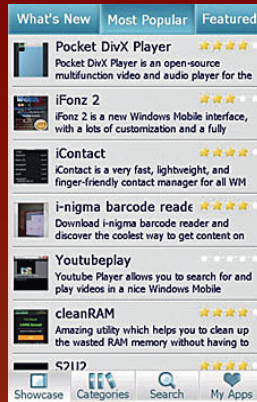 What's New Most Popular Featured
Pocket DivX Player
Pocket DivX Player is an open-source
multifunction video and audio player for the
iFonz 2
iFonz 2 is a new Windows Mobile interface,
with a lots of customization and a fully
iContact
iContact is a very fast, lightweight, and
finger-friendly contact manager for all WM
i-nigma barcode reade
Download i-nigma barcode reader and
discover the coolest way to get content on
Youtubeplay
Youtube Player allows you to search for and
play videos in a nice Windows Mobile
cleanRAM
Amazing utility which helps you to clean up
the wasted RAM memory without having to
S2U2
Showcase Categories Search My Apps